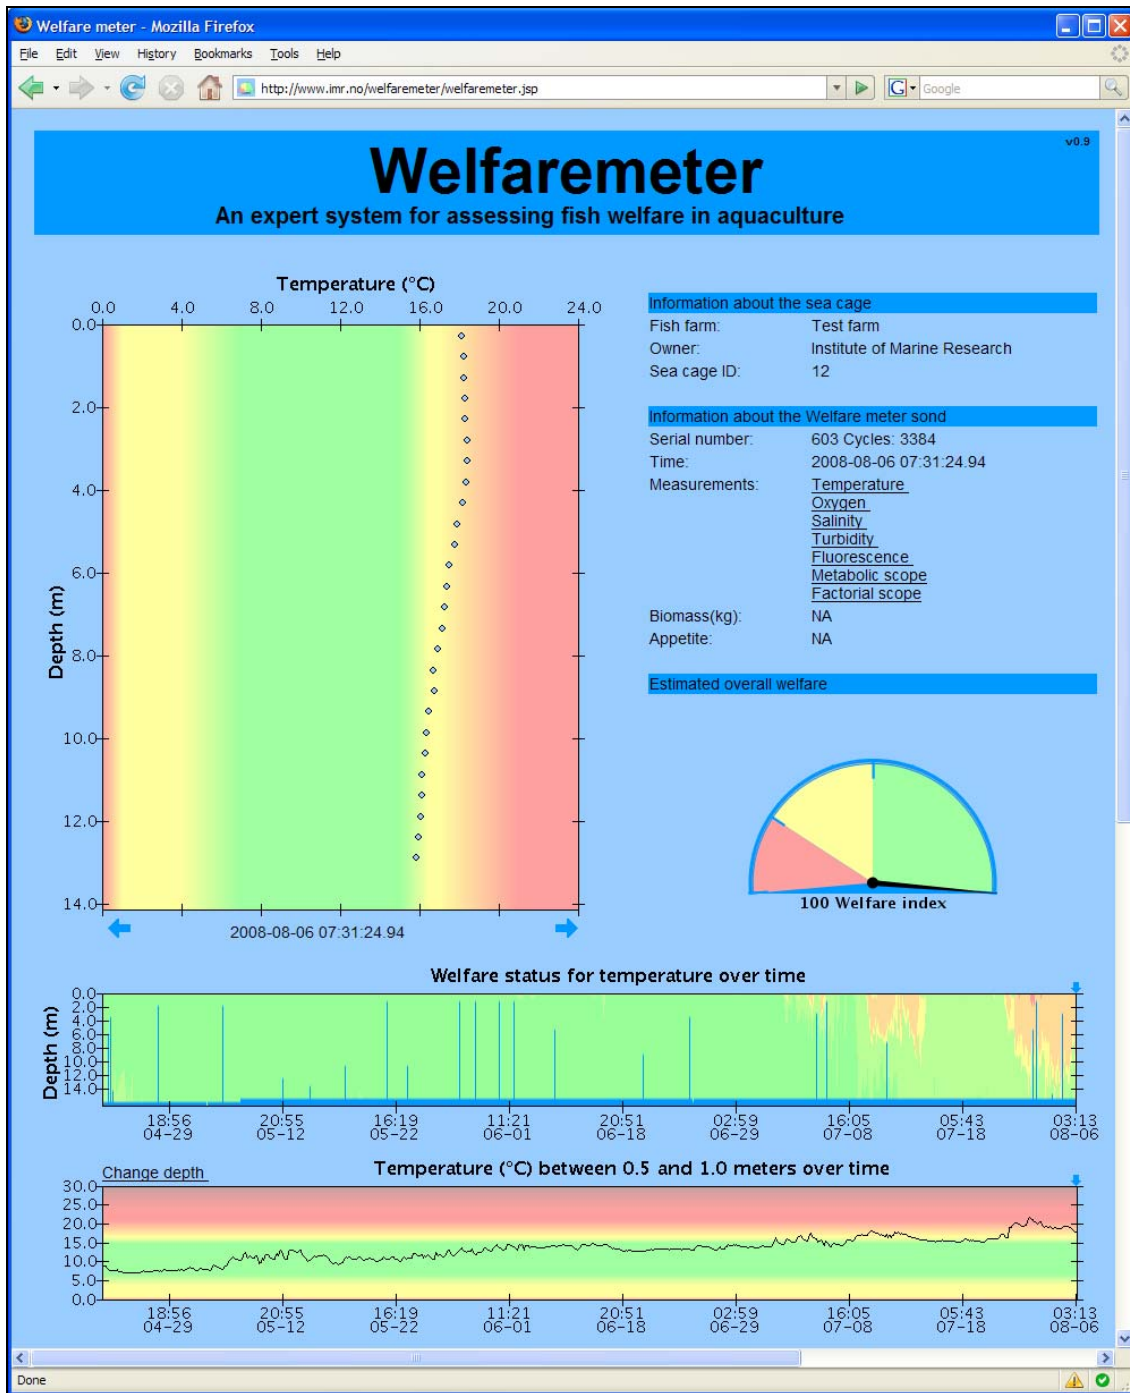 Welfare meter - Mozilla Firefox
File Edit View History Bookmarks Tools Help
http://www.imr.no/welfaremeter/welfaremeter.jsp
G Google
v0.9
Welfaremeter
An expert system for assessing fish welfare in aquaculture
Temperature (°C)
0.0 4.0 8.0 12.0 16.0 20.0 24.0
0.0
2.0
4.0
6.0
8.0
10.0
12.0
14.0
Depth (m)
2008-08-06 07:31:24.94
Information about the sea cage
Fish farm: Test farm
Owner: Institute of Marine Research
Sea cage ID: 12
Information about the Welfare meter sond
Serial number: 603 Cycles: 3384
Time: 2008-08-06 07:31:24.94
Measurements: Temperature
Oxygen
Salinity
Turbidity
Fluorescence
Metabolic scope
Factorial scope
Biomass(kg): NA
Appetite: NA
Estimated overall welfare
100 Welfare index
Welfare status for temperature over time
Depth (m)
0.0
2.0
4.0
6.0
8.0
10.0
12.0
14.0
18:56 20:55 16:19 11:21 20:51 02:59 16:05 05:43 03:13
04-29 05-12 05-22 06-01 06-18 06-29 07-08 07-18 08-06
Change depth
Temperature (°C) between 0.5 and 1.0 meters over time
30.0
25.0
20.0
15.0
10.0
5.0
0.0
18:56 20:55 16:19 11:21 20:51 02:59 16:05 05:43 03:13
04-29 05-12 05-22 06-01 06-18 06-29 07-08 07-18 08-06
Done